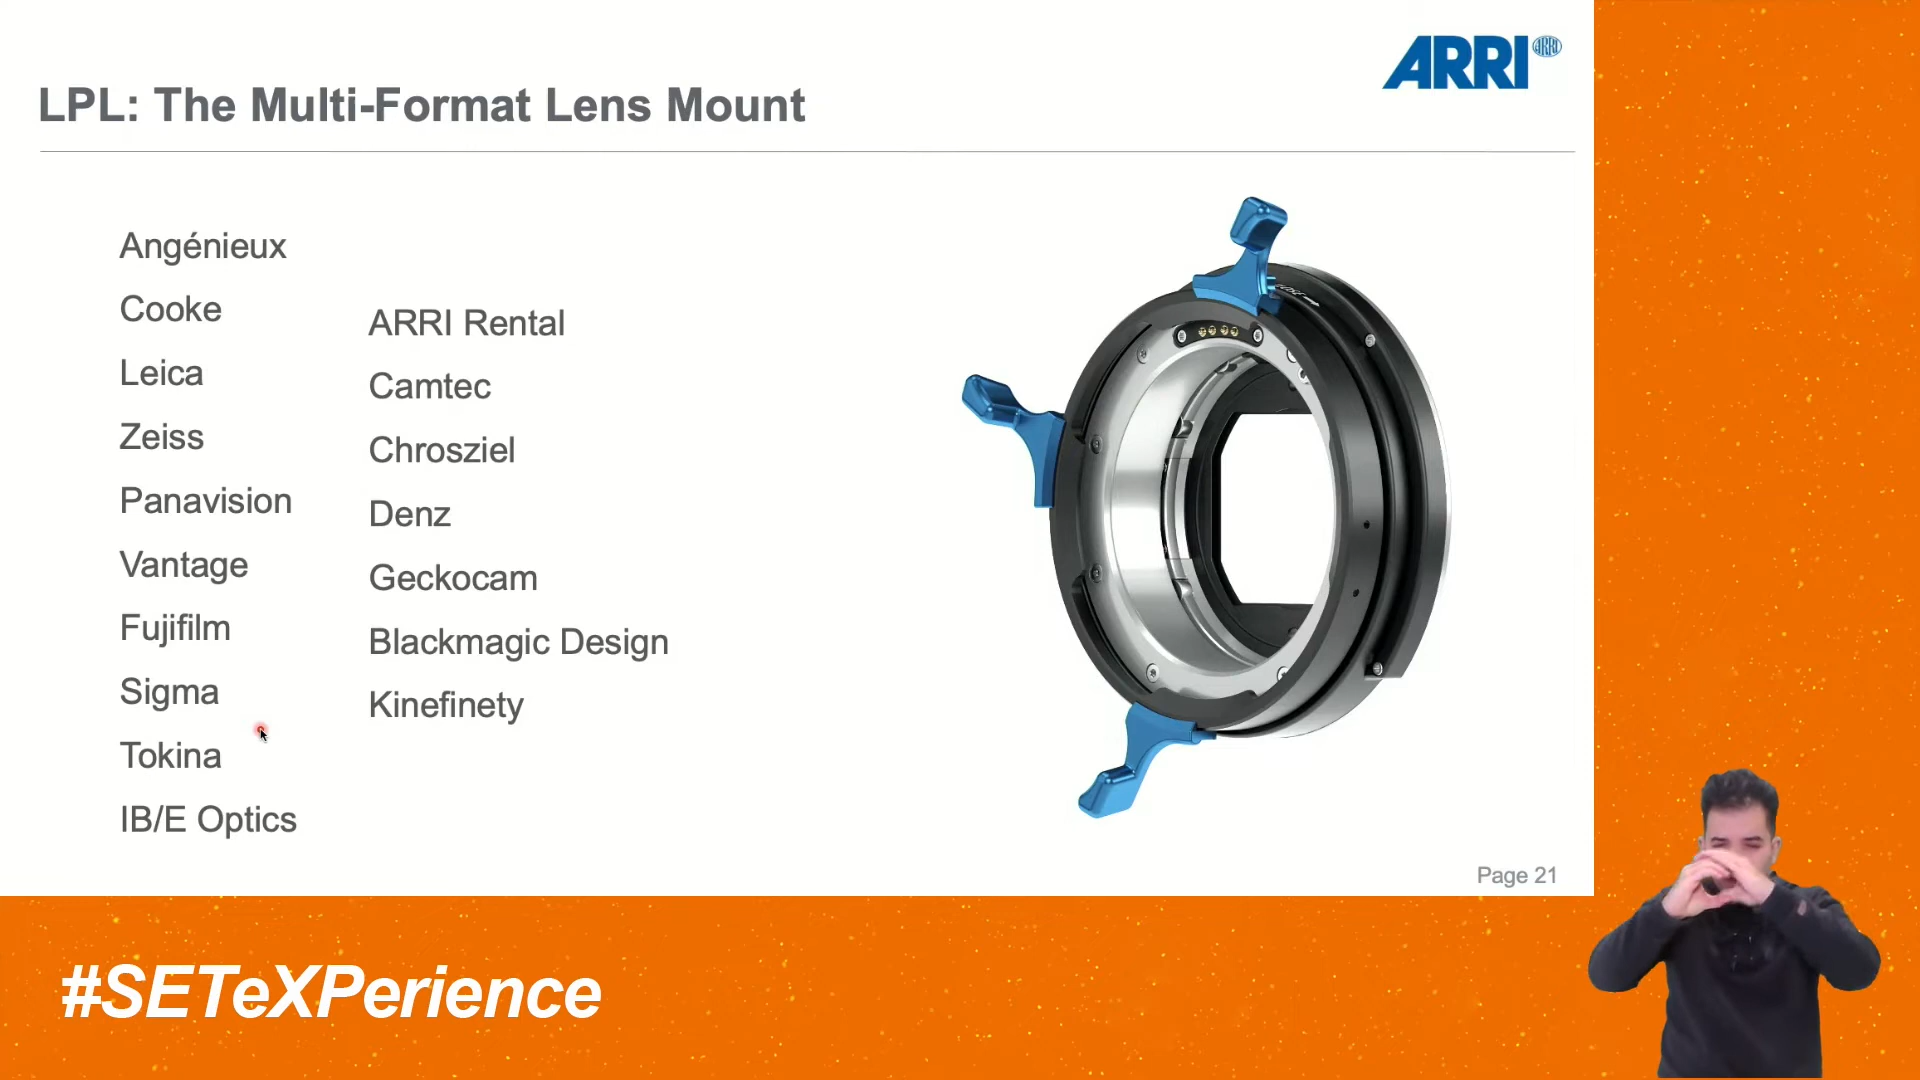 ARRI
LPL: The Multi-Format Lens Mount
Angénieux
Cooke
Leica
Zeiss
Panavision
Vantage
Fujifilm
Sigma
Tokina
IB/E Optics
ARRI Rental
Camtec
Chrosziel
Denz
Geckocam
Blackmagic Design
Kinefinety
Page 21
#SETeXPerience